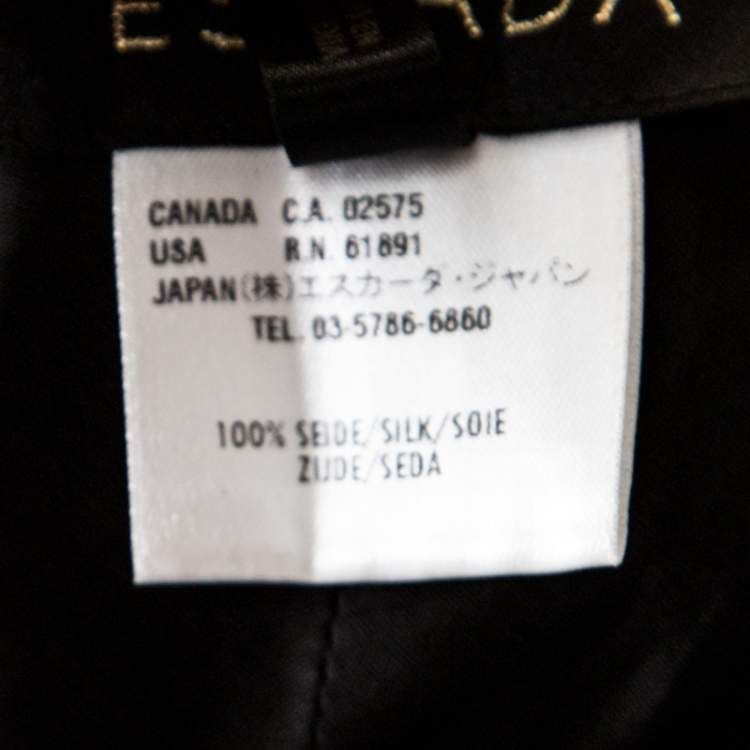 CANADA C.A. 02575
USA R.N. 61891
JAPAN(株)エスカーダ・ジャパン
TEL. 03-5786-6860
100% SEIDE/SILK/SOIE
ZIJDE/SEDA